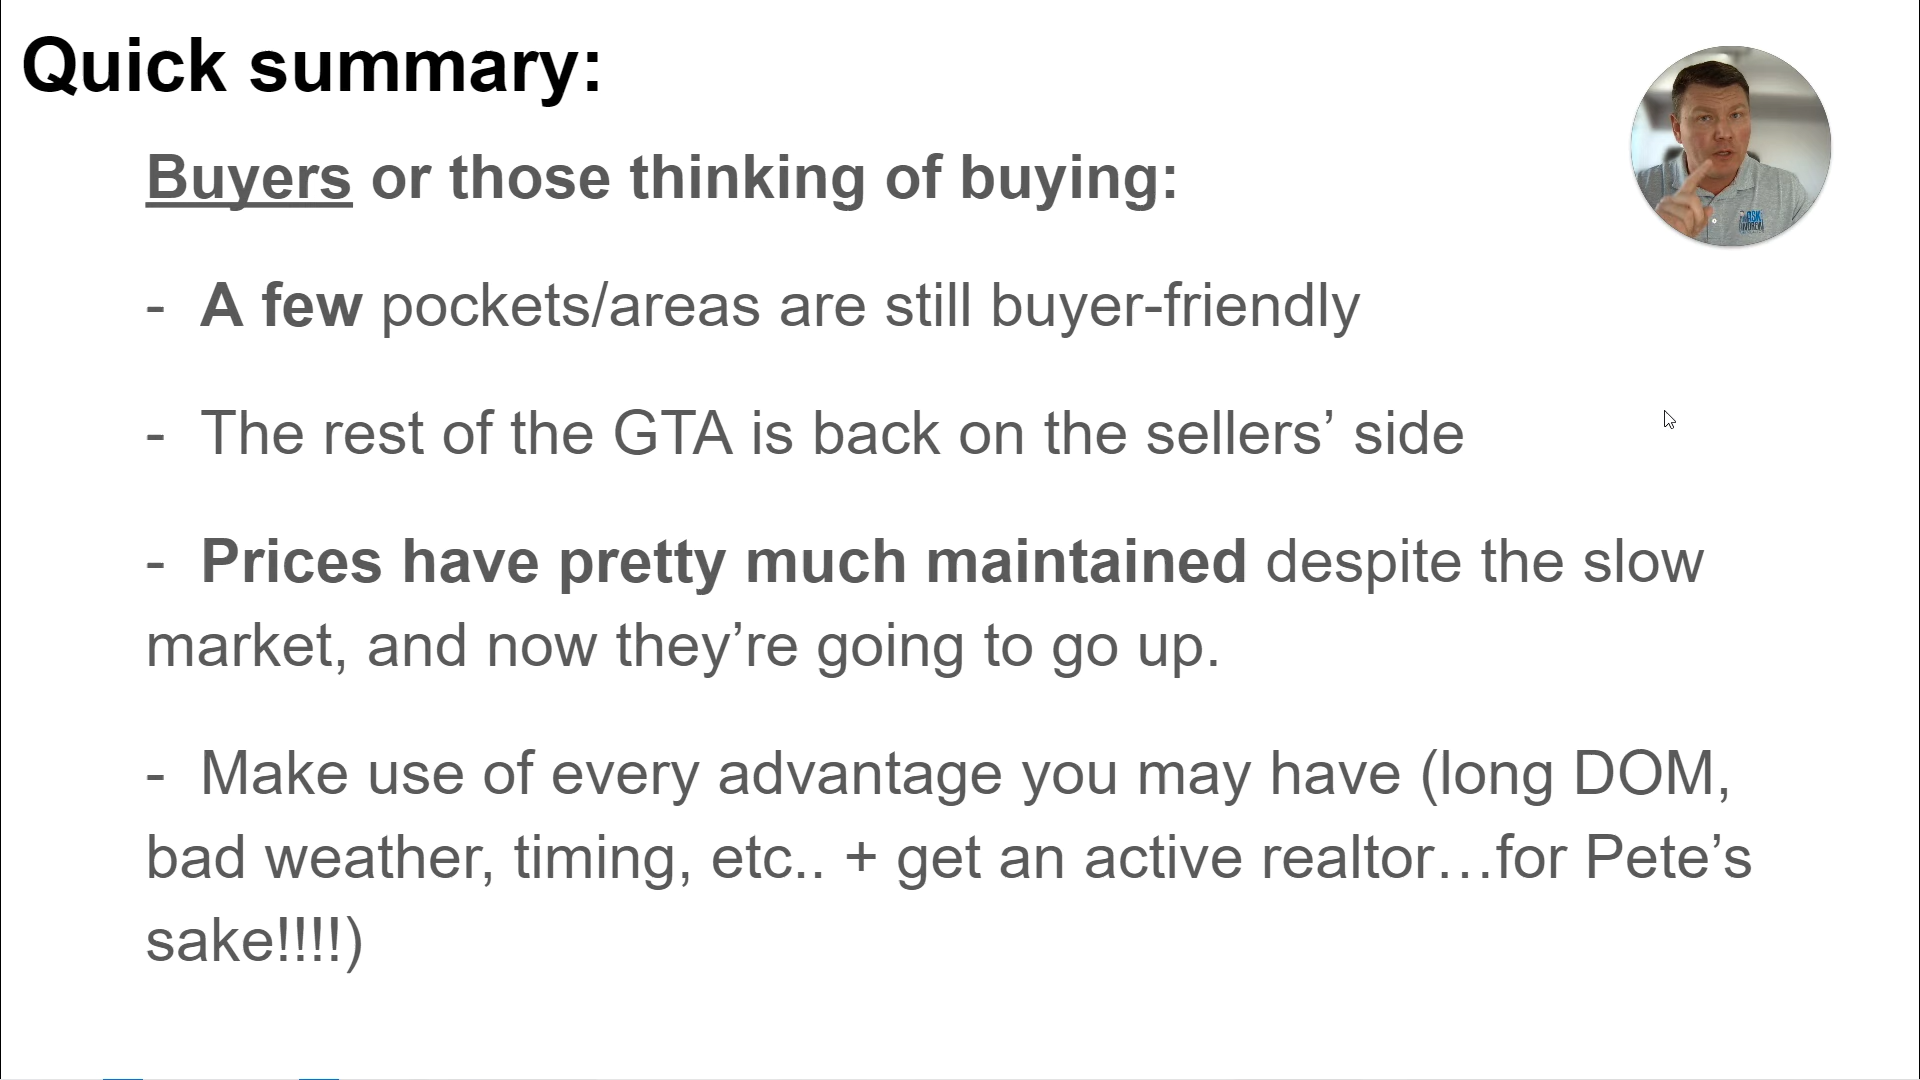 Quick summary:
Buyers or those thinking of buying:
- A few pockets/areas are still buyer-friendly
- The rest of the GTA is back on the sellers’ side
- Prices have pretty much maintained despite the slow
market, and now they’re going to go up.
- Make use of every advantage you may have (long DOM,
bad weather, timing, etc.. + get an active realtor…for Pete’s
sake!!!!)
ASK
ANDREW